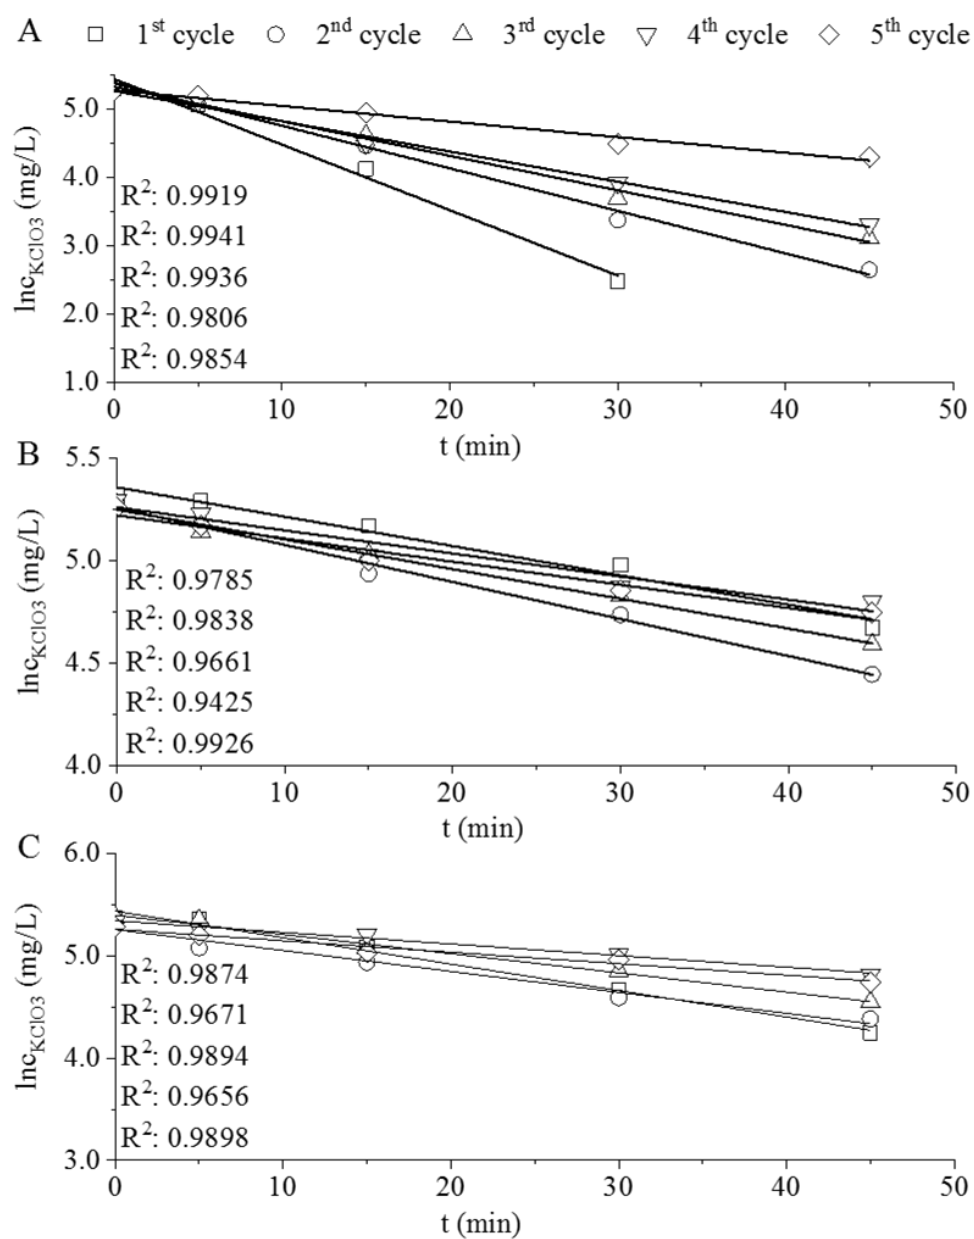 A □ 1st cycle ○ 2nd cycle △ 3rd cycle ▽ 4th cycle ◇ 5th cycle
lncKClO3 (mg/L)
5.0
4.0
3.0
2.0
1.0
R2: 0.9919
R2: 0.9941
R2: 0.9936
R2: 0.9806
R2: 0.9854
0 10 20 30 40 50
t (min)
B
lncKClO3 (mg/L)
5.5
5.0
4.5
4.0
R2: 0.9785
R2: 0.9838
R2: 0.9661
R2: 0.9425
R2: 0.9926
0 10 20 30 40 50
t (min)
C
lncKClO3 (mg/L)
6.0
5.0
4.0
3.0
R2: 0.9874
R2: 0.9671
R2: 0.9894
R2: 0.9656
R2: 0.9898
0 10 20 30 40 50
t (min)